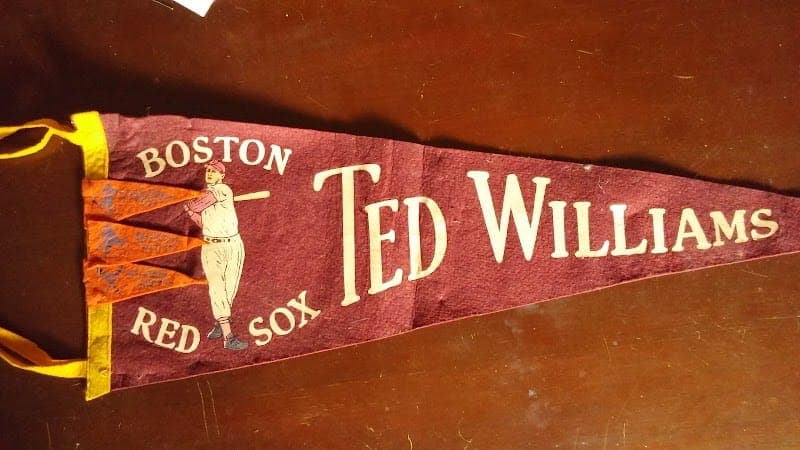 BOSTON
RED SOX
TED WILLIAMS